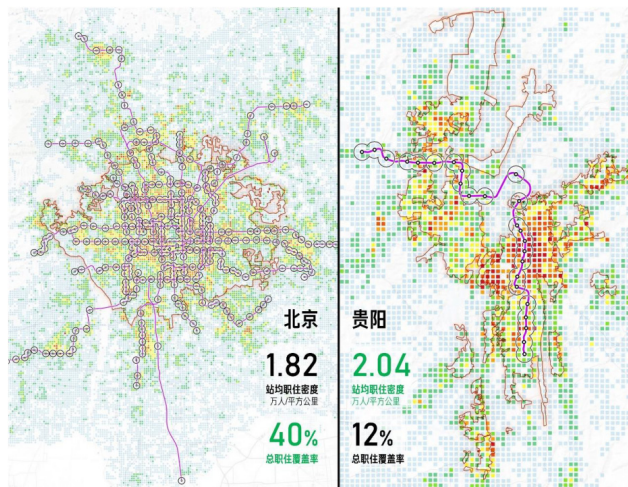 北京
1.82
站均职住密度
万人/平方公里
40%
总职住覆盖率
贵阳
2.04
站均职住密度
万人/平方公里
12%
总职住覆盖率